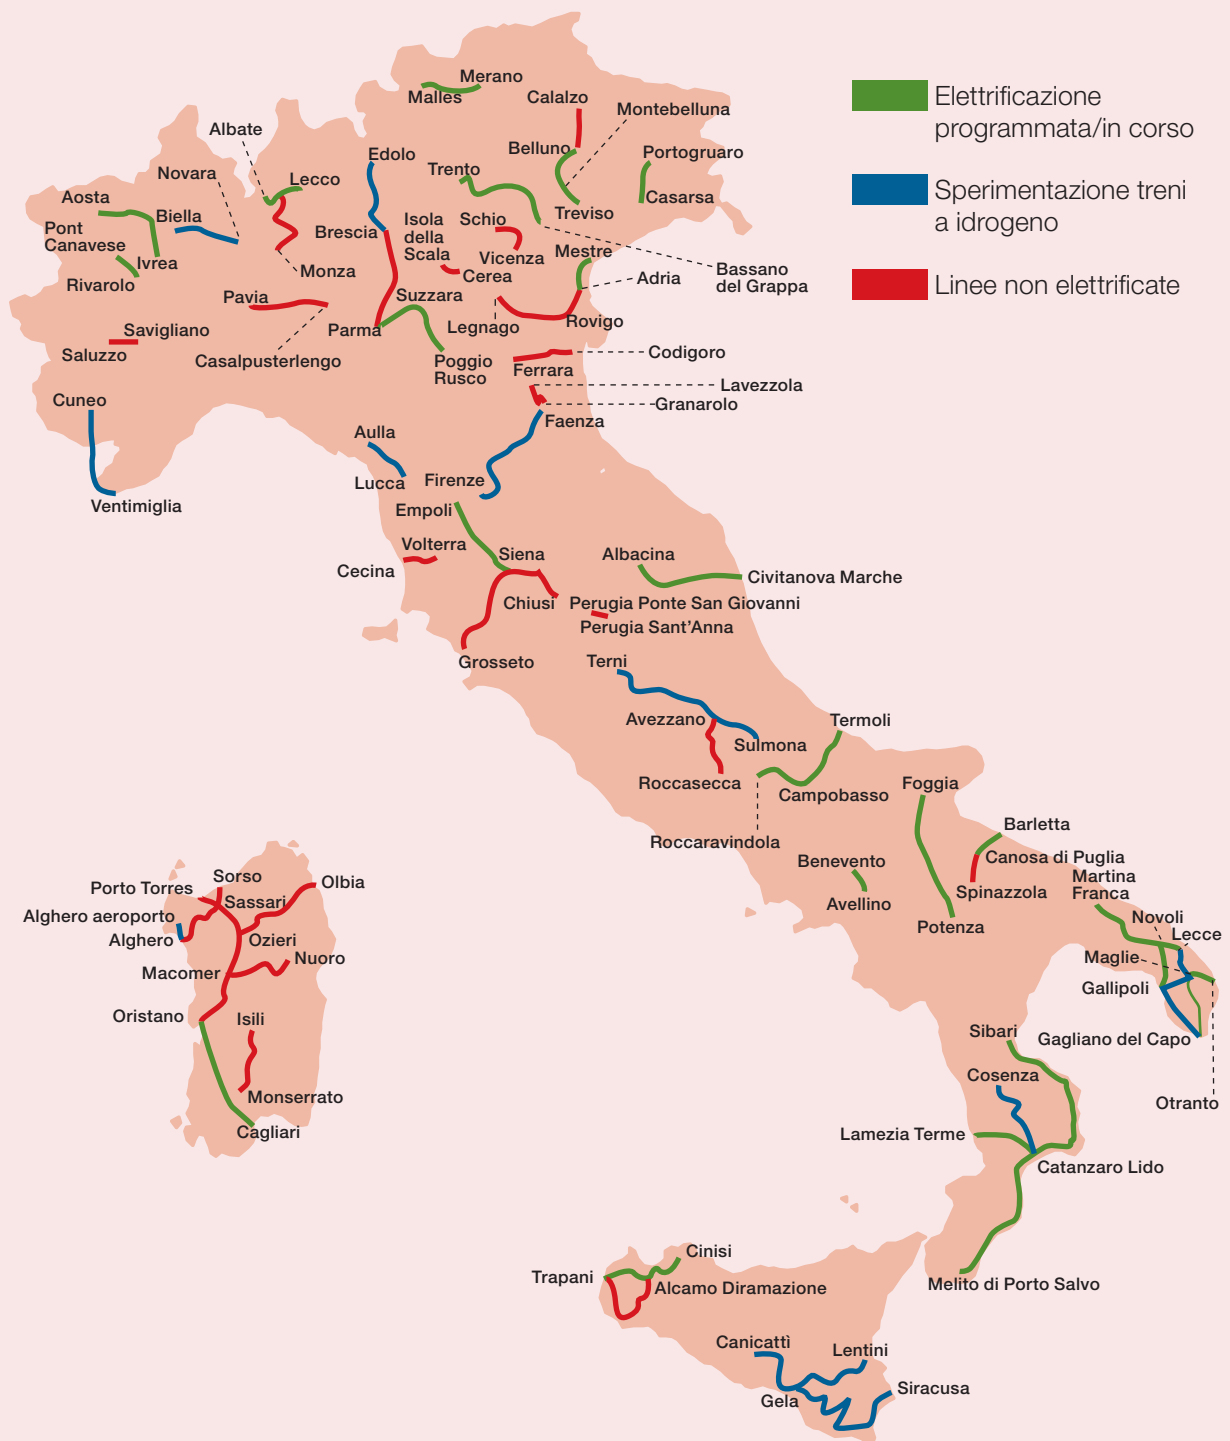 Elettrificazione
programmata/in corso
Sperimentazione treni
a idrogeno
Linee non elettrificate
Merano
Malles
Calalzo
Montebelluna
Albate
Belluno
Portogruaro
Edolo
Trento
Novara
Lecco
Aosta
Casarsa
Biella
Treviso
Isola
della
Scala
Schio
Pont
Canavese
Brescia
Mestre
Vicenza
Ivrea
Monza
Cerea
Adria
Bassano
del Grappa
Rivarolo
Pavia
Suzzara
Legnago
Rovigo
Savigliano
Parma
Saluzzo
Casalpusterlengo
Poggio
Rusco
Ferrara
Codigoro
Lavezzola
Cuneo
Granarolo
Faenza
Aulla
Lucca
Firenze
Ventimiglia
Empoli
Volterra
Siena
Albacina
Cecina
Civitanova Marche
Chiusi
Perugia Ponte San Giovanni
Perugia Sant'Anna
Grosseto
Terni
Avezzano
Termoli
Sulmona
Roccasecca
Campobasso
Foggia
Roccaravindola
Barletta
Benevento
Canosa di Puglia
Martina
Franca
Spinazzola
Avellino
Potenza
Novoli
Lecce
Maglie
Gallipoli
Gagliano del Capo
Otranto
Sorso
Olbia
Porto Torres
Sassari
Alghero aeroporto
Alghero
Ozieri
Nuoro
Macomer
Oristano
Isili
Monserrato
Cagliari
Sibari
Cosenza
Lamezia Terme
Catanzaro Lido
Melito di Porto Salvo
Cinisi
Trapani
Alcamo Diramazione
Canicattì
Lentini
Siracusa
Gela